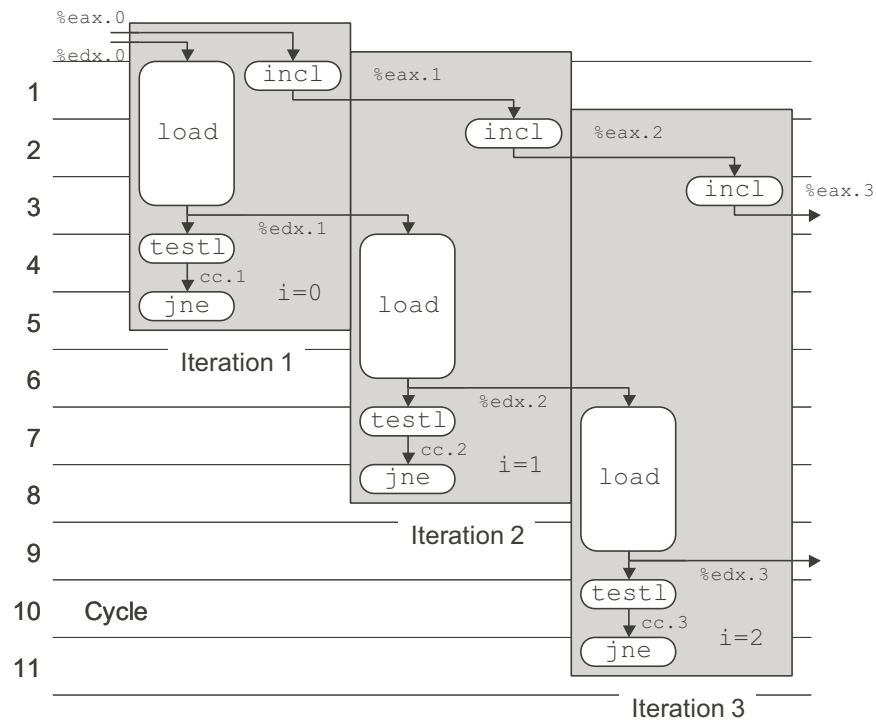 %eax.0
%edx.0
1
load
incl
%eax.1
2
incl
%eax.2
3
incl
%eax.3
%edx.1
4
testl
cc.1
i=0
load
5
jne
Iteration 1
6
%edx.2
7
testl
cc.2
i=1
load
8
jne
Iteration 2
9
%edx.3
10 Cycle
testl
cc.3
i=2
11
jne
Iteration 3